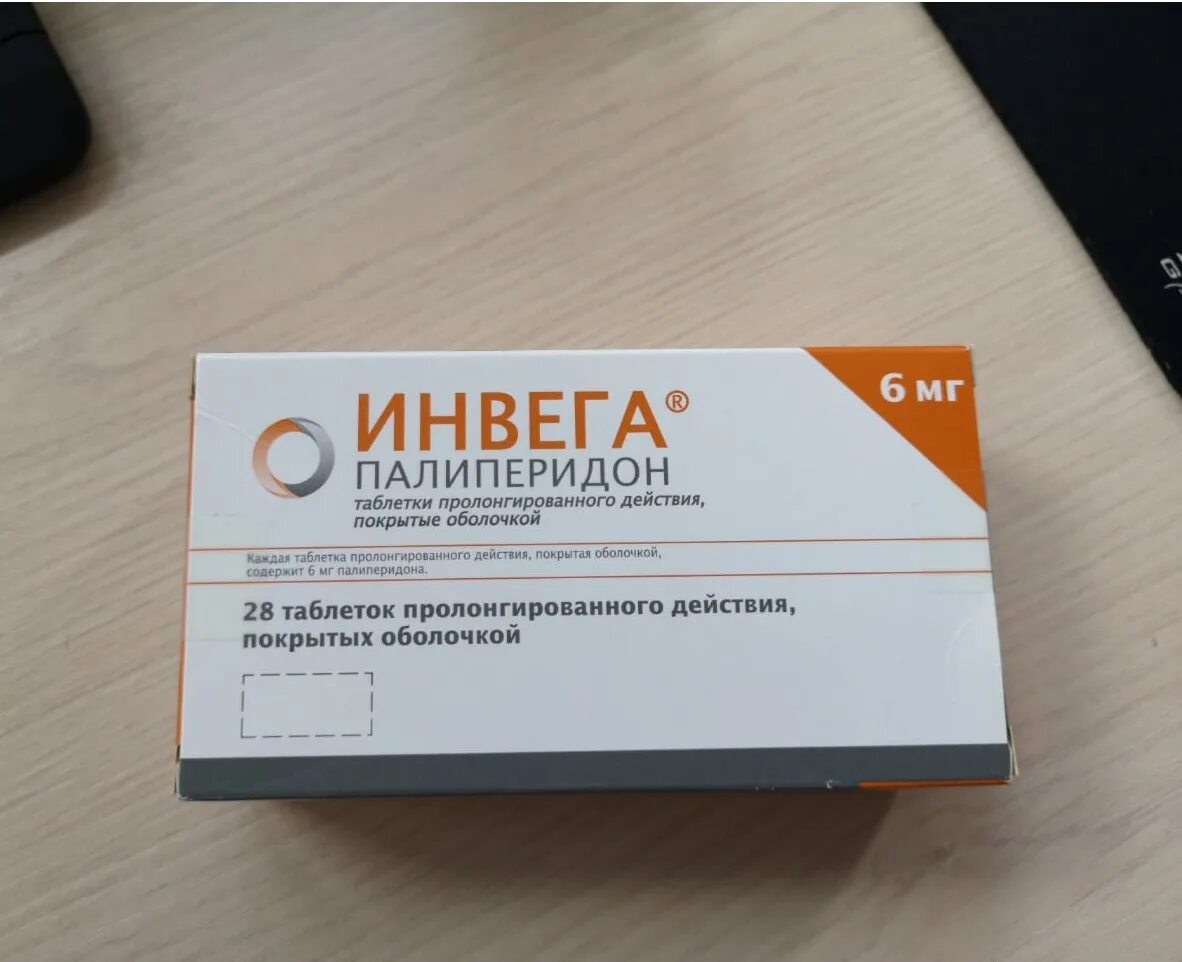 6 мг
ИНВЕГА®
ПАЛИПЕРИДОН
таблетки пролонгированного действия,
покрытые оболочкой
Каждая таблетка пролонгированного действия, покрытая оболочкой,
содержит 6 мг палиперидона.
28 таблеток пролонгированного действия,
покрытых оболочкой